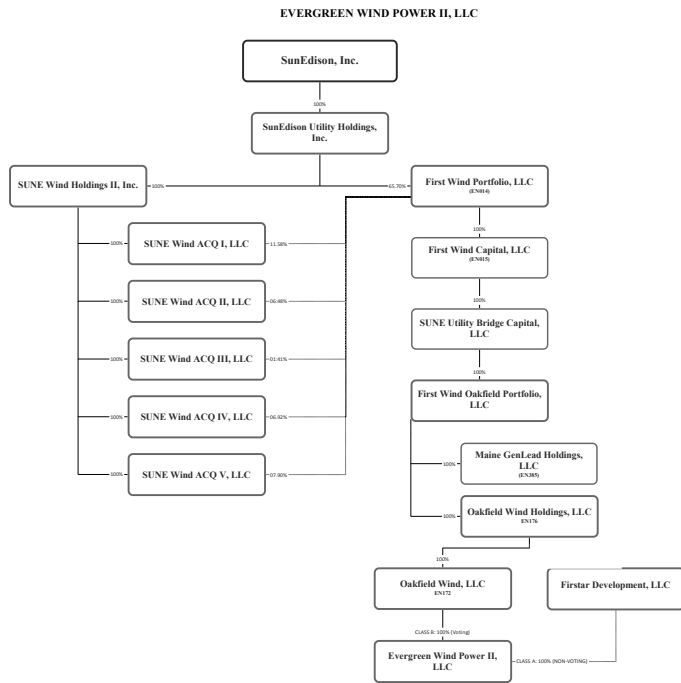 EVERGREEN WIND POWER II, LLC
SunEdison, Inc.
100%
SunEdison Utility Holdings,
Inc.
SUNE Wind Holdings II, Inc.
100%
65.70%
First Wind Portfolio, LLC
(EN014)
100%
SUNE Wind ACQ I, LLC
11.58%
100%
First Wind Capital, LLC
(EN015)
100%
SUNE Wind ACQ II, LLC
06.48%
100%
SUNE Utility Bridge Capital,
LLC
100%
SUNE Wind ACQ III, LLC
01.41%
100%
First Wind Oakfield Portfolio,
LLC
100%
SUNE Wind ACQ IV, LLC
06.92%
100%
SUNE Wind ACQ V, LLC
07.90%
100%
Maine GenLead Holdings,
LLC
(EN285)
100%
Oakfield Wind Holdings, LLC
EN176
100%
Oakfield Wind, LLC
EN172
Firstar Development, LLC
CLASS B: 100% (Voting)
Evergreen Wind Power II,
LLC
CLASS A: 100% (NON-VOTING)